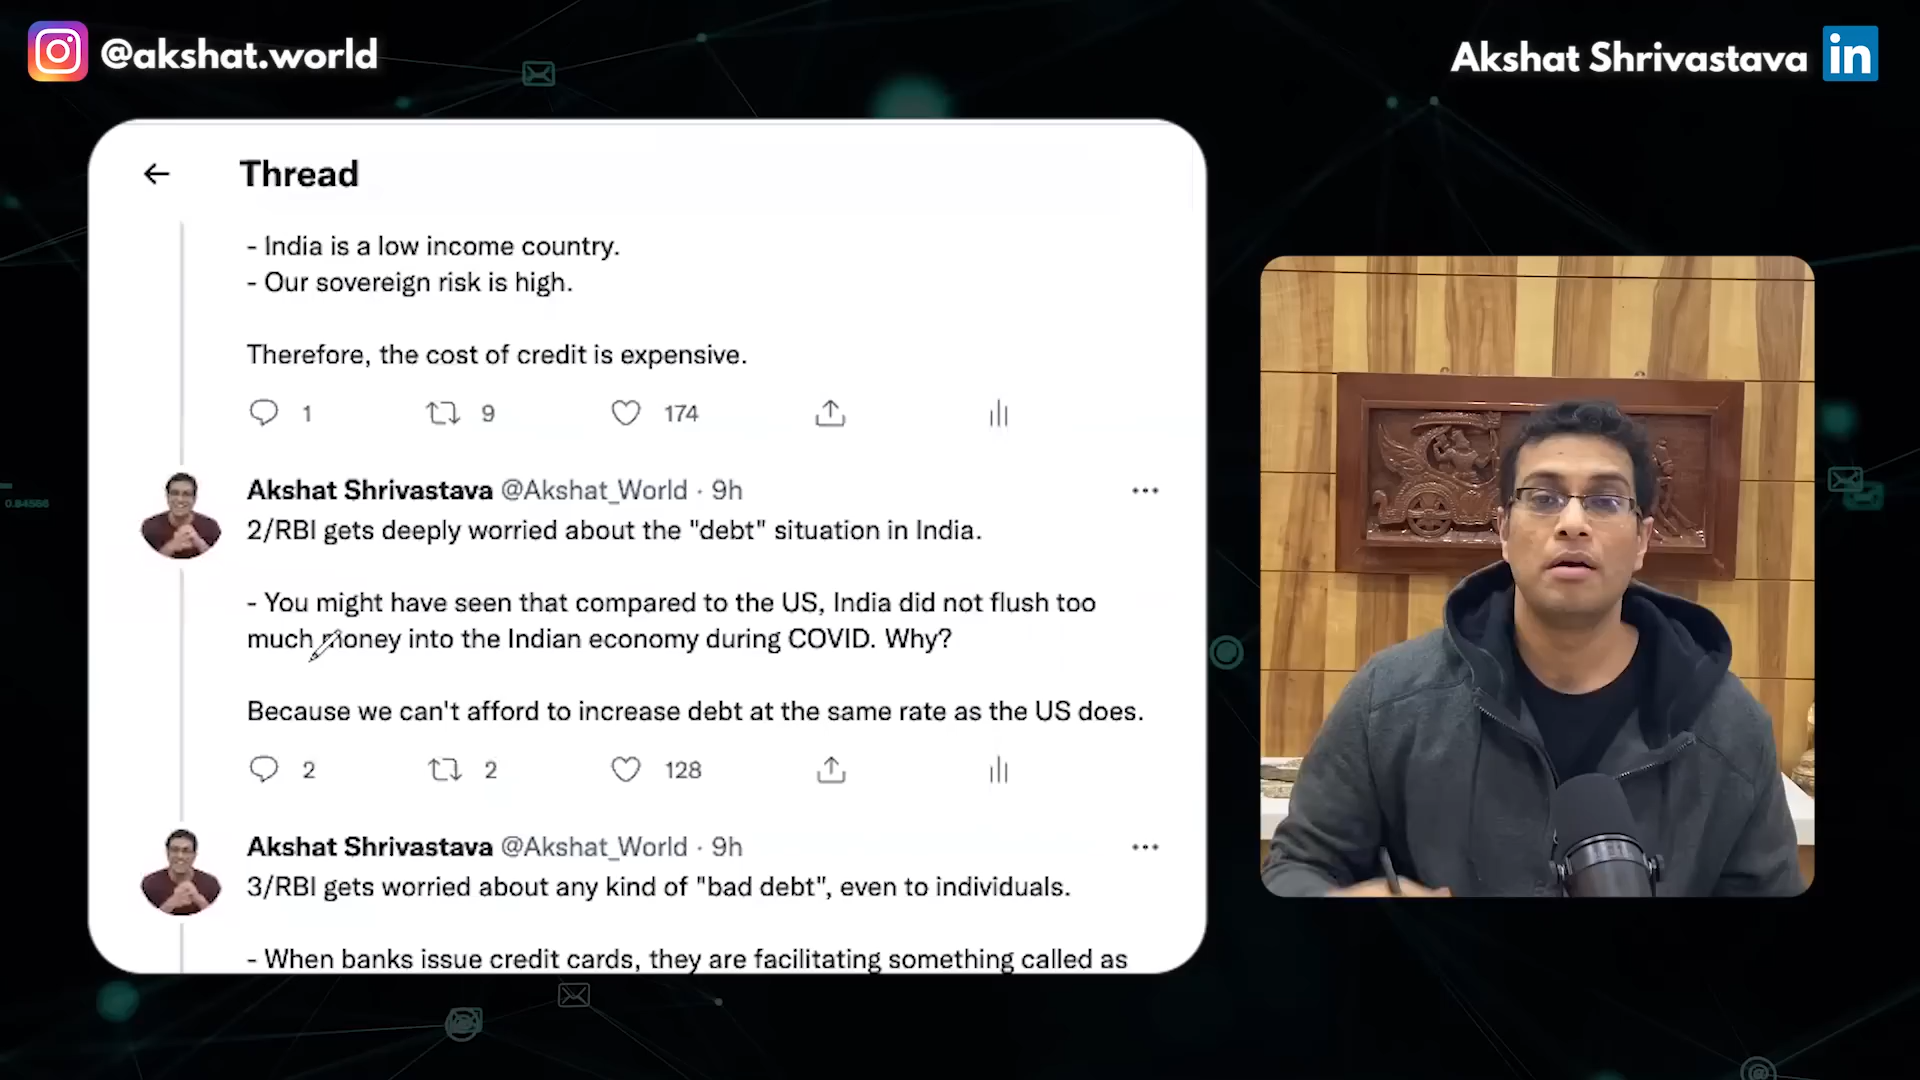 @akshat.world
Akshat Shrivastava in
Thread
- India is a low income country.
- Our sovereign risk is high.
Therefore, the cost of credit is expensive.
1 9 174
Akshat Shrivastava @Akshat_World · 9h
2/RBI gets deeply worried about the "debt" situation in India.
- You might have seen that compared to the US, India did not flush too
much money into the Indian economy during COVID. Why?
Because we can't afford to increase debt at the same rate as the US does.
2 2 128
Akshat Shrivastava @Akshat_World · 9h
3/RBI gets worried about any kind of "bad debt", even to individuals.
- When banks issue credit cards, they are facilitating something called as
0.84566